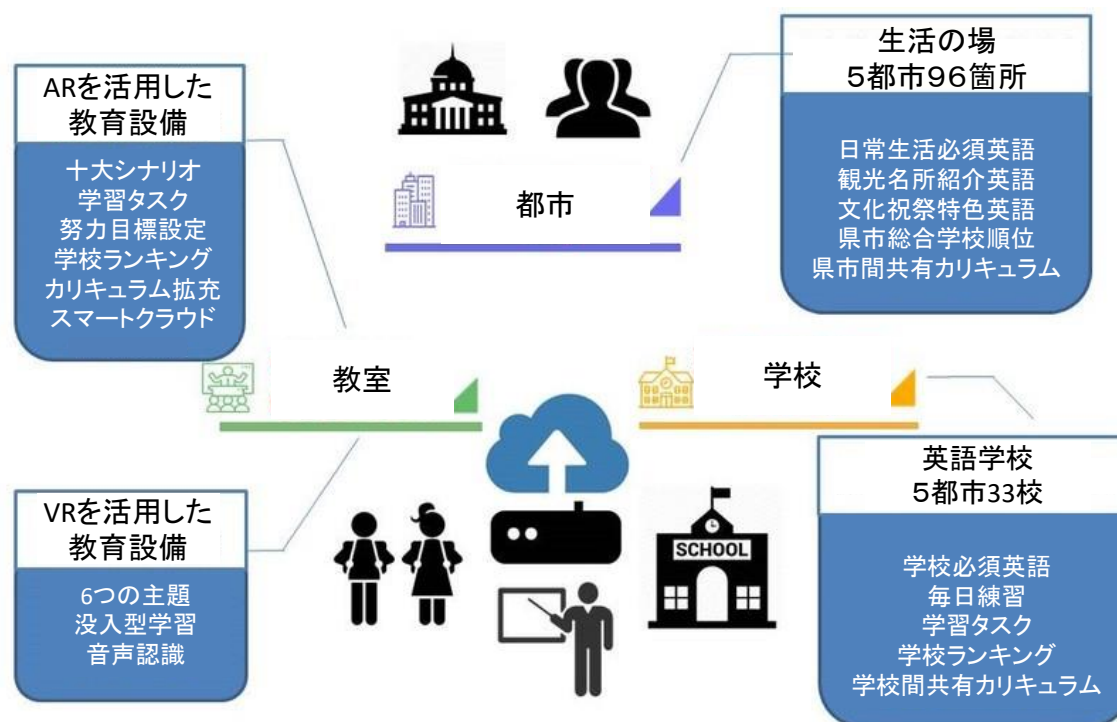 ARを活用した
教育設備
十大シナリオ
学習タスク
努力目標設定
学校ランキング
カリキュラム拡充
スマートクラウド
都市
生活の場
５都市９６箇所
日常生活必須英語
観光名所紹介英語
文化祝祭特色英語
県市総合学校順位
県市間共有カリキュラム
教室
学校
VRを活用した
教育設備
6つの主題
没入型学習
音声認識
SCHOOL
英語学校
５都市33校
学校必須英語
毎日練習
学習タスク
学校ランキング
学校間共有カリキュラム